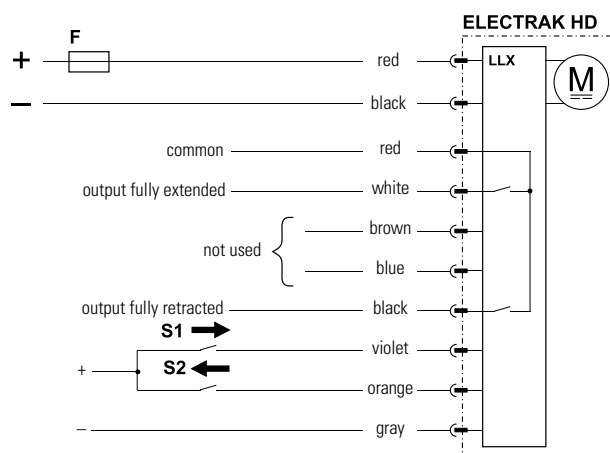 ELECTRAK HD
F
+ red LLX M
– black
common red
output fully extended white
brown
not used
blue
output fully retracted black
S1
violet
+ S2
orange
– gray